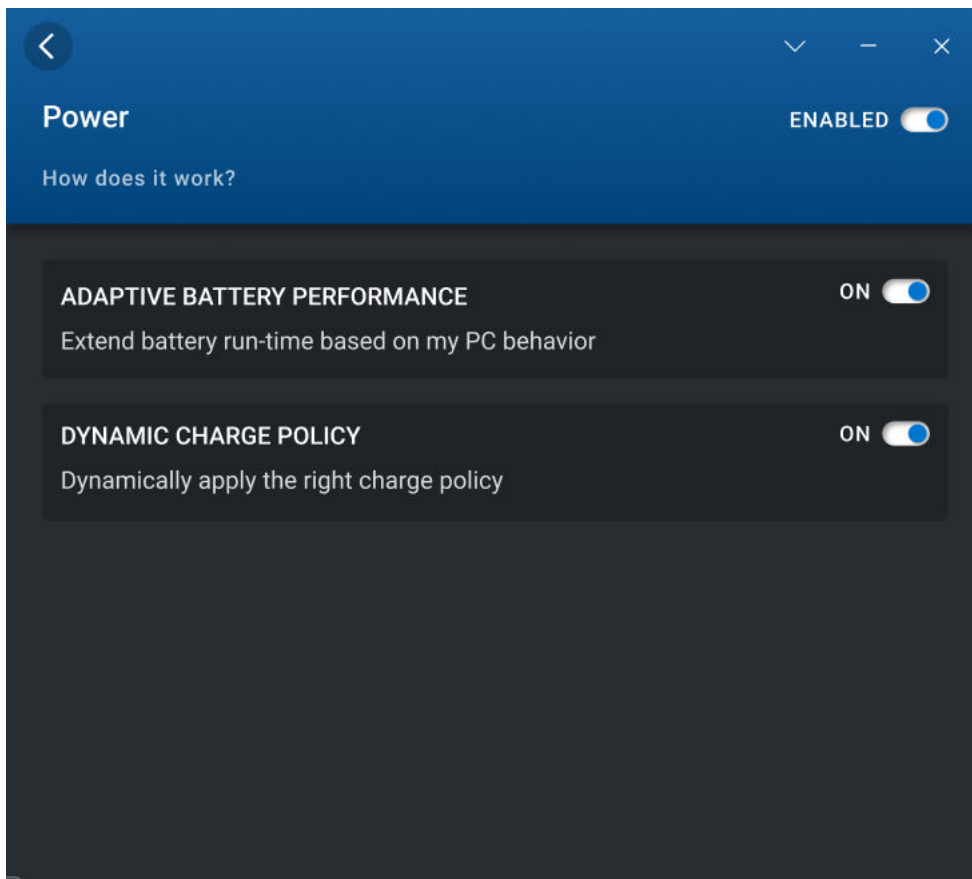 Power
ENABLED
How does it work?
ADAPTIVE BATTERY PERFORMANCE
ON
Extend battery run-time based on my PC behavior
DYNAMIC CHARGE POLICY
ON
Dynamically apply the right charge policy